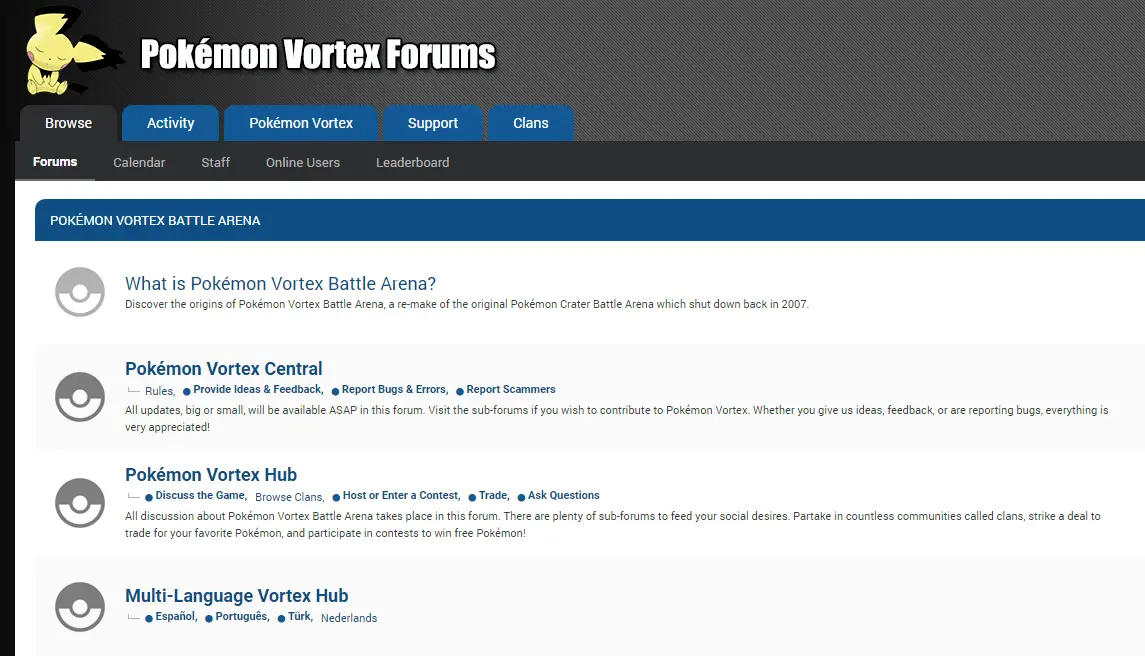 Pokémon Vortex Forums
Browse Activity Pokémon Vortex Support Clans
Forums Calendar Staff Online Users Leaderboard
POKÉMON VORTEX BATTLE ARENA
What is Pokémon Vortex Battle Arena?
Discover the origins of Pokémon Vortex Battle Arena, a re-make of the original Pokémon Crater Battle Arena which shut down back in 2007.
Pokémon Vortex Central
Rules, Provide Ideas & Feedback, Report Bugs & Errors, Report Scammers
All updates, big or small, will be available ASAP in this forum. Visit the sub-forums if you wish to contribute to Pokémon Vortex. Whether you give us ideas, feedback, or are reporting bugs, everything is
very appreciated!
Pokémon Vortex Hub
Discuss the Game, Browse Clans, Host or Enter a Contest, Trade, Ask Questions
All discussion about Pokémon Vortex Battle Arena takes place in this forum. There are plenty of sub-forums to feed your social desires. Partake in countless communities called clans, strike a deal to
trade for your favorite Pokémon, and participate in contests to win free Pokémon!
Multi-Language Vortex Hub
Español, Português, Türk, Nederlands